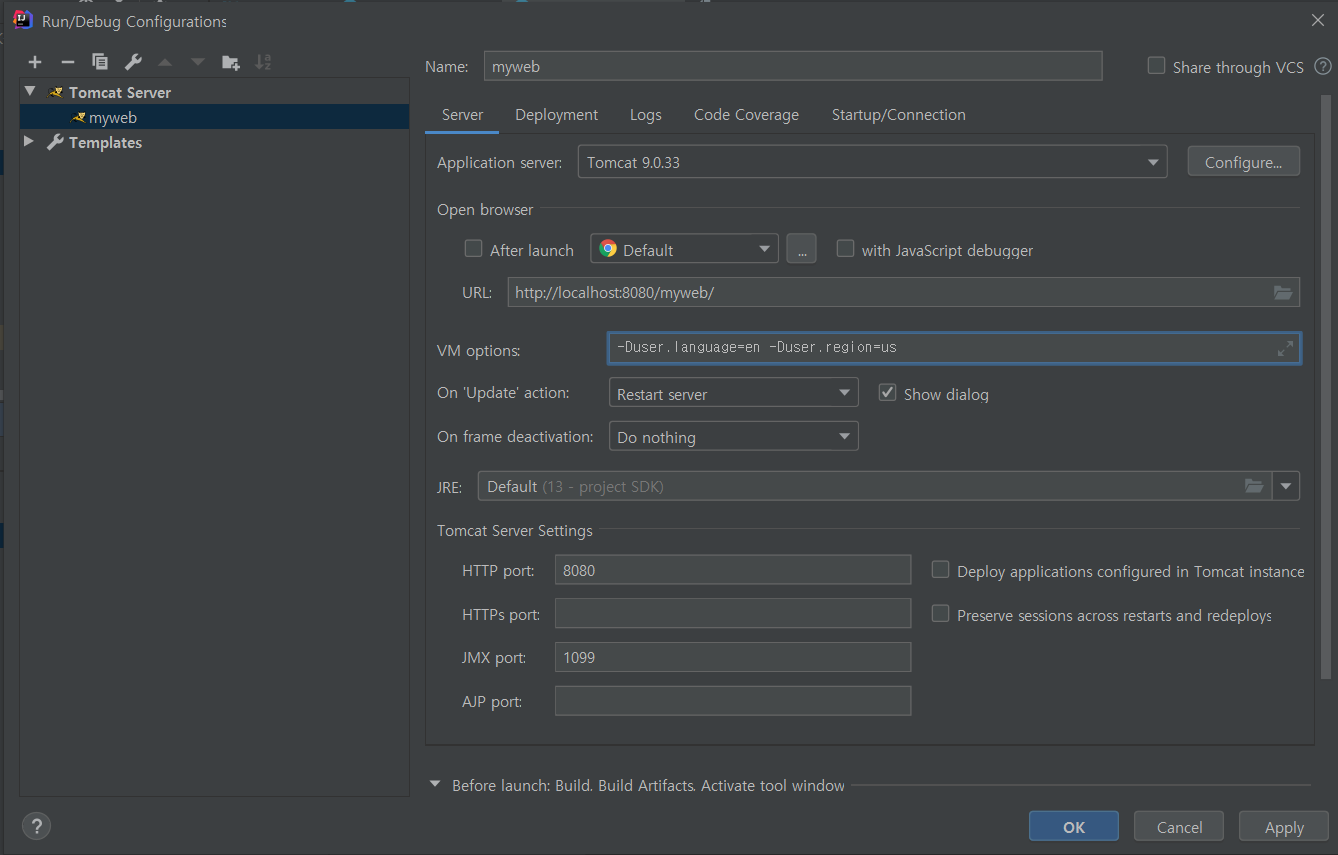 Run/Debug Configurations
Name: myweb
Share through VCS ?
Tomcat Server
myweb
Templates
Server Deployment Logs Code Coverage Startup/Connection
Application server: Tomcat 9.0.33 Configure...
Open browser
After launch Default ... with JavaScript debugger
URL: http://localhost:8080/myweb/
VM options: -Duser.language=en -Duser.region=us
On 'Update' action: Restart server Show dialog
On frame deactivation: Do nothing
JRE: Default (13 - project SDK)
Tomcat Server Settings
HTTP port: 8080 Deploy applications configured in Tomcat instance
HTTPs port: Preserve sessions across restarts and redeploys
JMX port: 1099
AJP port:
Before launch: Build, Build Artifacts, Activate tool window
? OK Cancel Apply